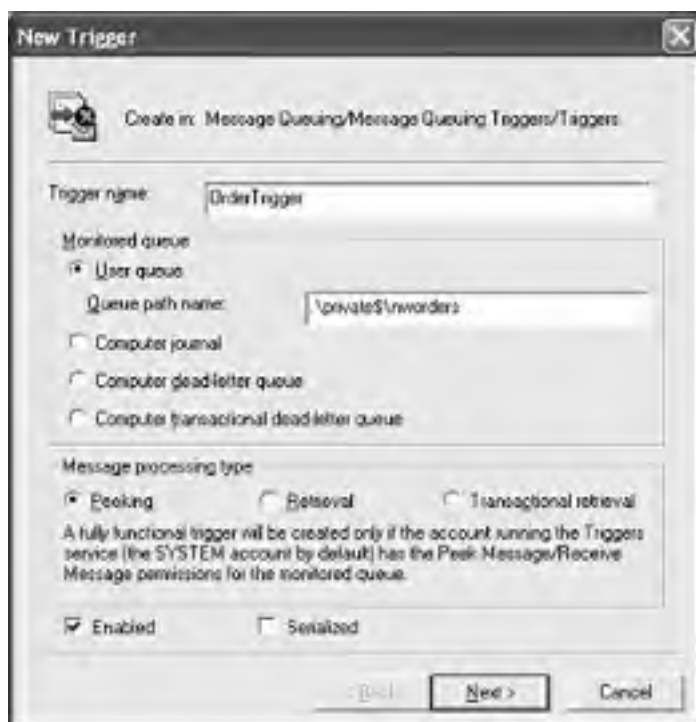 New Trigger
Create in: Message Queuing/Message Queuing Triggers/Triggers
Trigger name:
OrderTrigger
Monitored queue
User queue
Queue path name:
.\private$\nworders
Computer journal
Computer dead-letter queue
Computer transactional dead-letter queue
Message processing type
Peeking Retrieval Transactional retrieval
A fully functional trigger will be created only if the account running the Triggers
service (the SYSTEM account by default) has the Peek Message/Receive
Message permissions for the monitored queue.
Enabled Serialized
< Back Next > Cancel